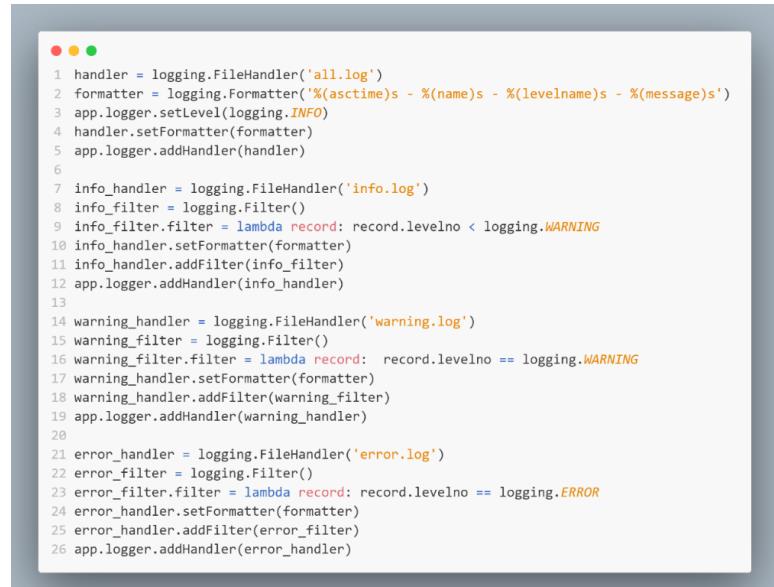 1 handler = logging.FileHandler('all.log')
2 formatter = logging.Formatter('%(asctime)s - %(name)s - %(levelname)s - %(message)s')
3 app.logger.setLevel(logging.INFO)
4 handler.setFormatter(formatter)
5 app.logger.addHandler(handler)
6
7 info_handler = logging.FileHandler('info.log')
8 info_filter = logging.Filter()
9 info_filter.filter = lambda record: record.levelno < logging.WARNING
10 info_handler.setFormatter(formatter)
11 info_handler.addFilter(info_filter)
12 app.logger.addHandler(info_handler)
13
14 warning_handler = logging.FileHandler('warning.log')
15 warning_filter = logging.Filter()
16 warning_filter.filter = lambda record:  record.levelno == logging.WARNING
17 warning_handler.setFormatter(formatter)
18 warning_handler.addFilter(warning_filter)
19 app.logger.addHandler(warning_handler)
20
21 error_handler = logging.FileHandler('error.log')
22 error_filter = logging.Filter()
23 error_filter.filter = lambda record: record.levelno == logging.ERROR
24 error_handler.setFormatter(formatter)
25 error_handler.addFilter(error_filter)
26 app.logger.addHandler(error_handler)